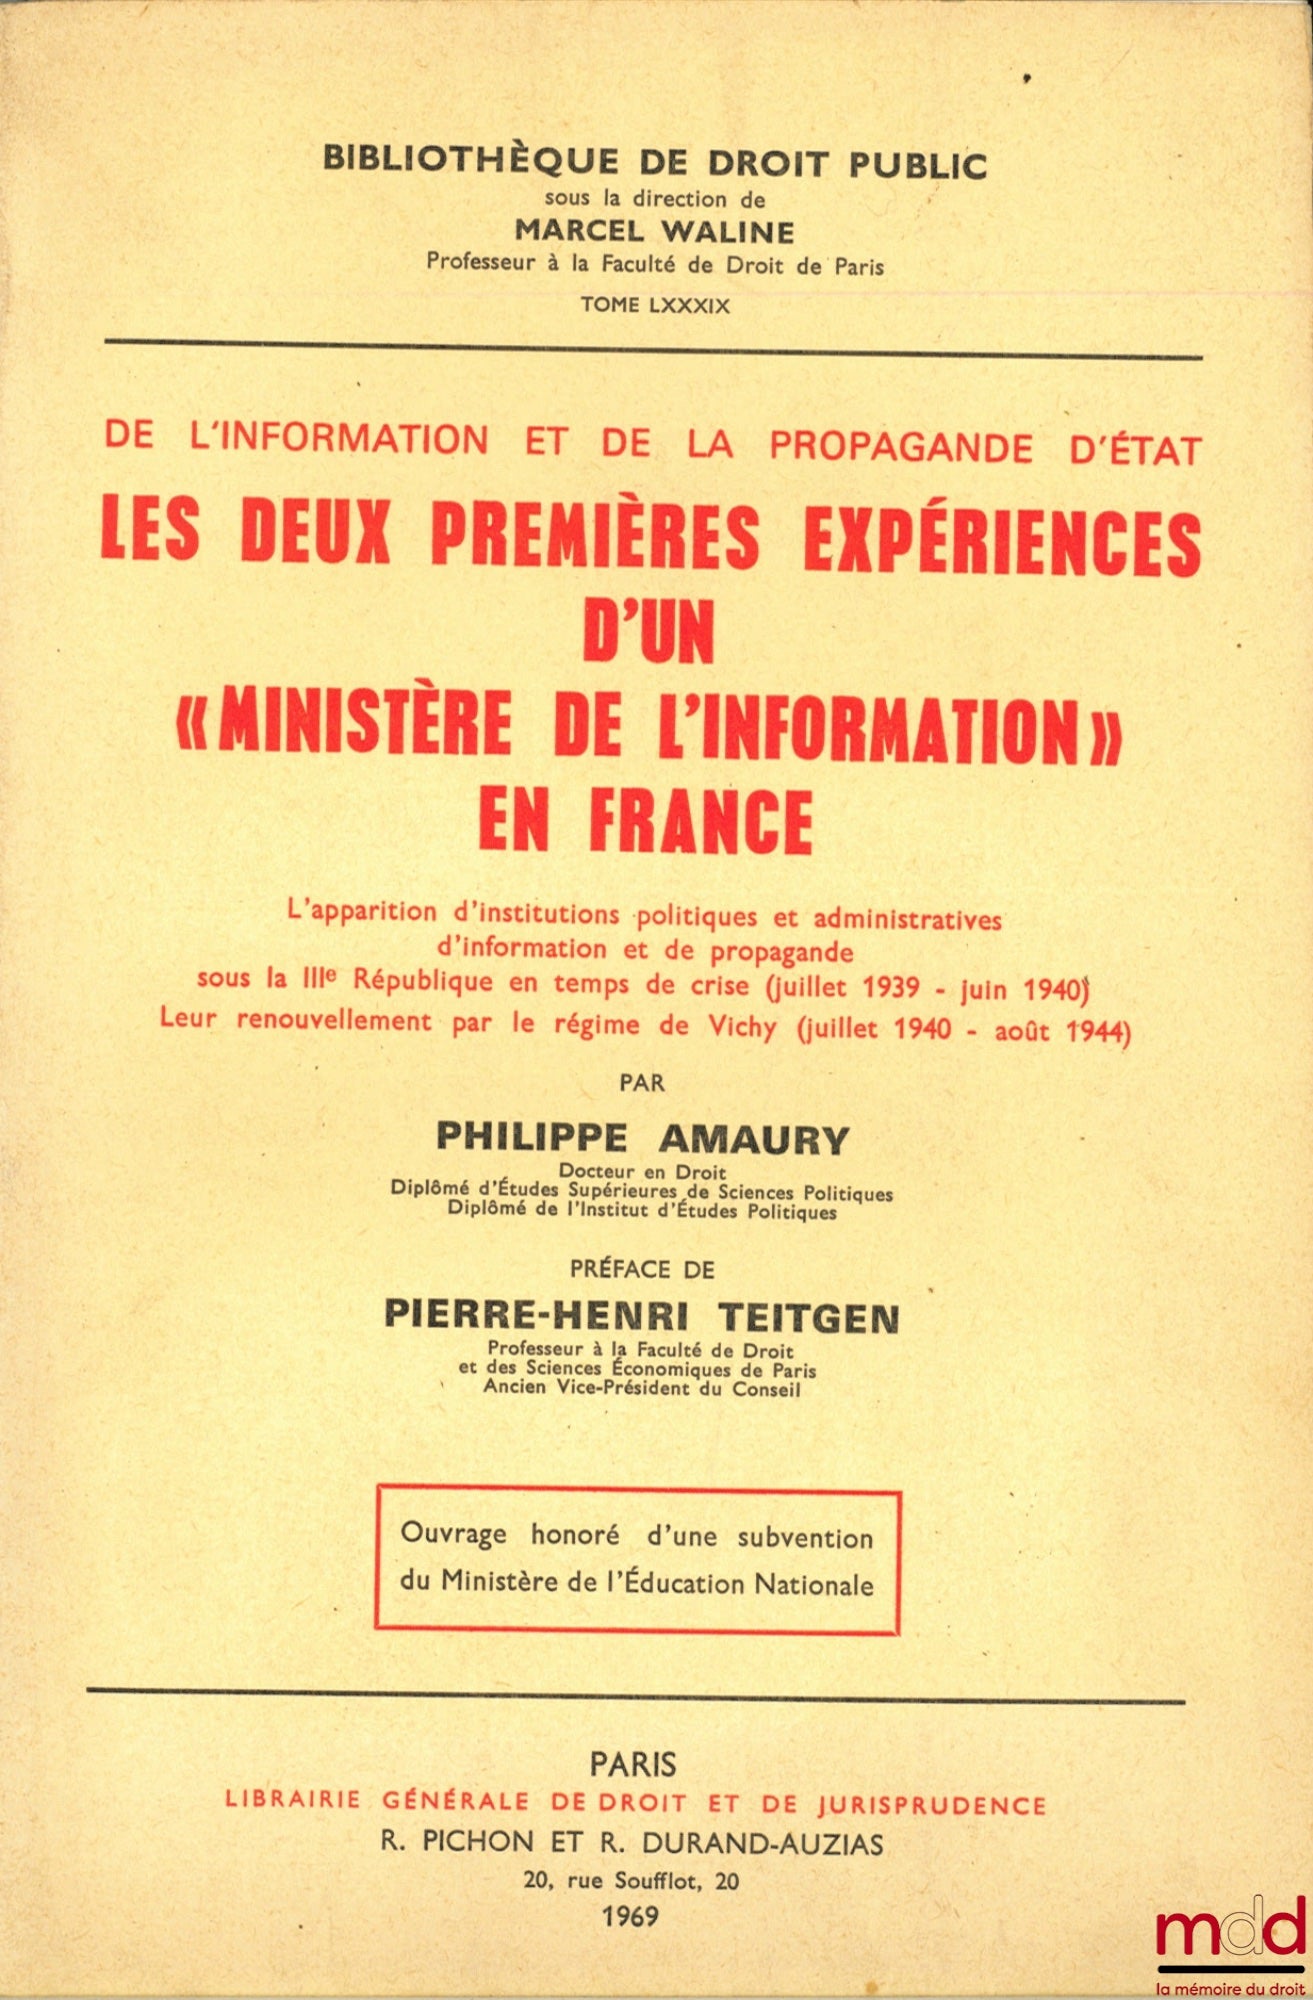 BIBLIOTHÈQUE DE DROIT PUBLIC
sous la direction de
MARCEL WALINE
Professeur à la Faculté de Droit de Paris
TOME LXXXIX
DE L'INFORMATION ET DE LA PROPAGANDE D'ÉTAT
LES DEUX PREMIÈRES EXPÉRIENCES
D'UN
«MINISTÈRE DE L'INFORMATION»
EN FRANCE
L'apparition d'institutions politiques et administratives
d'information et de propagande
sous la IIIe République en temps de crise (juillet 1939 - juin 1940)
Leur renouvellement par le régime de Vichy (juillet 1940 - août 1944)
PAR
PHILIPPE AMAURY
Docteur en Droit
Diplômé d'Études Supérieures de Sciences Politiques
Diplômé de l'Institut d'Études Politiques
PRÉFACE DE
PIERRE-HENRI TEITGEN
Professeur à la Faculté de Droit
et des Sciences Économiques de Paris
Ancien Vice-Président du Conseil
Ouvrage honoré d'une subvention
du Ministère de l'Éducation Nationale
PARIS
LIBRAIRIE GÉNÉRALE DE DROIT ET DE JURISPRUDENCE
R. PICHON ET R. DURAND-AUZIAS
20, rue Soufflot, 20
1969
mdd
la mémoire du droit